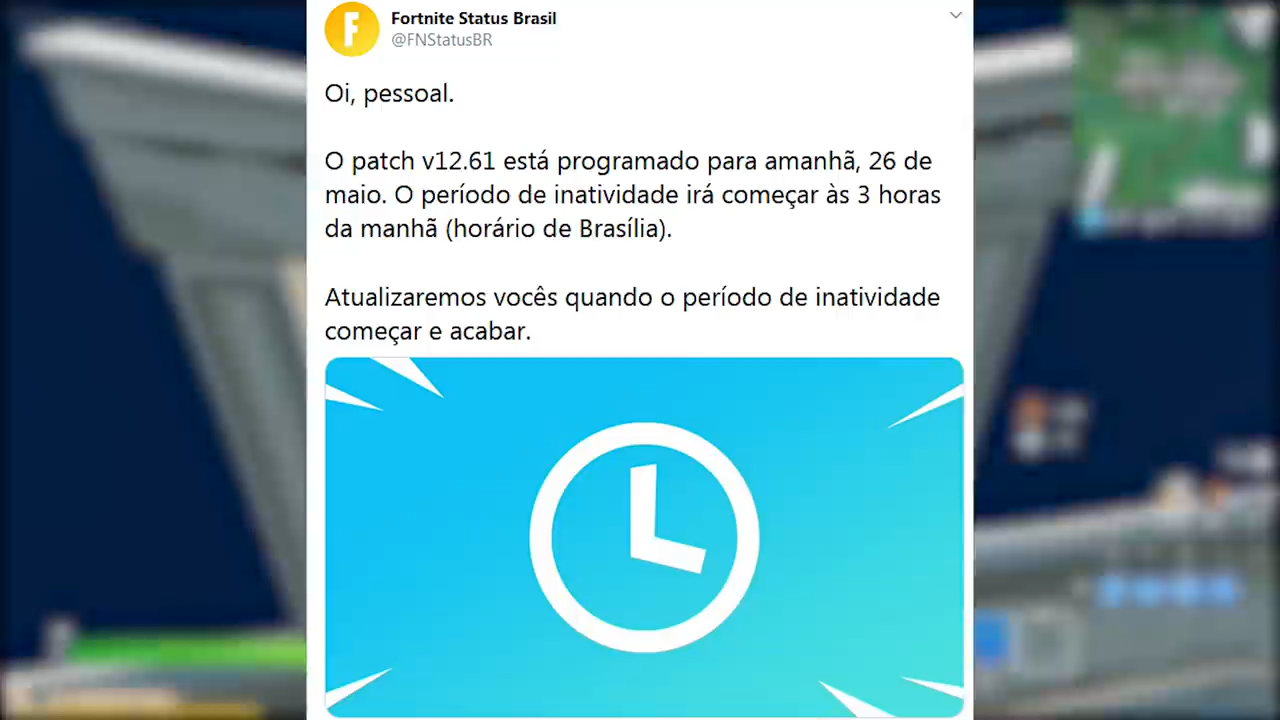 Fortnite Status Brasil
@FNStatusBR
Oi, pessoal.
O patch v12.61 está programado para amanhã, 26 de
maio. O período de inatividade irá começar às 3 horas
da manhã (horário de Brasília).
Atualizaremos vocês quando o período de inatividade
começar e acabar.